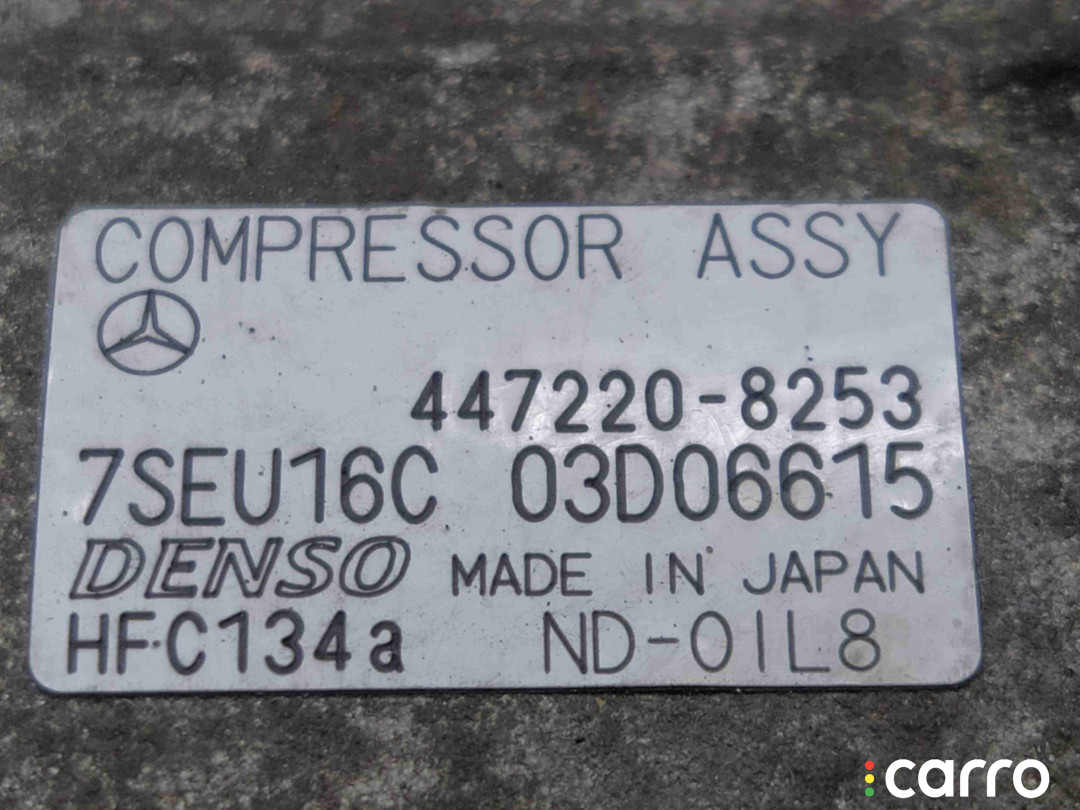 COMPRESSOR ASSY
447220-8253
7SEU16C 03D06615
DENSO MADE IN JAPAN
HFC134a ND-OIL8
carro